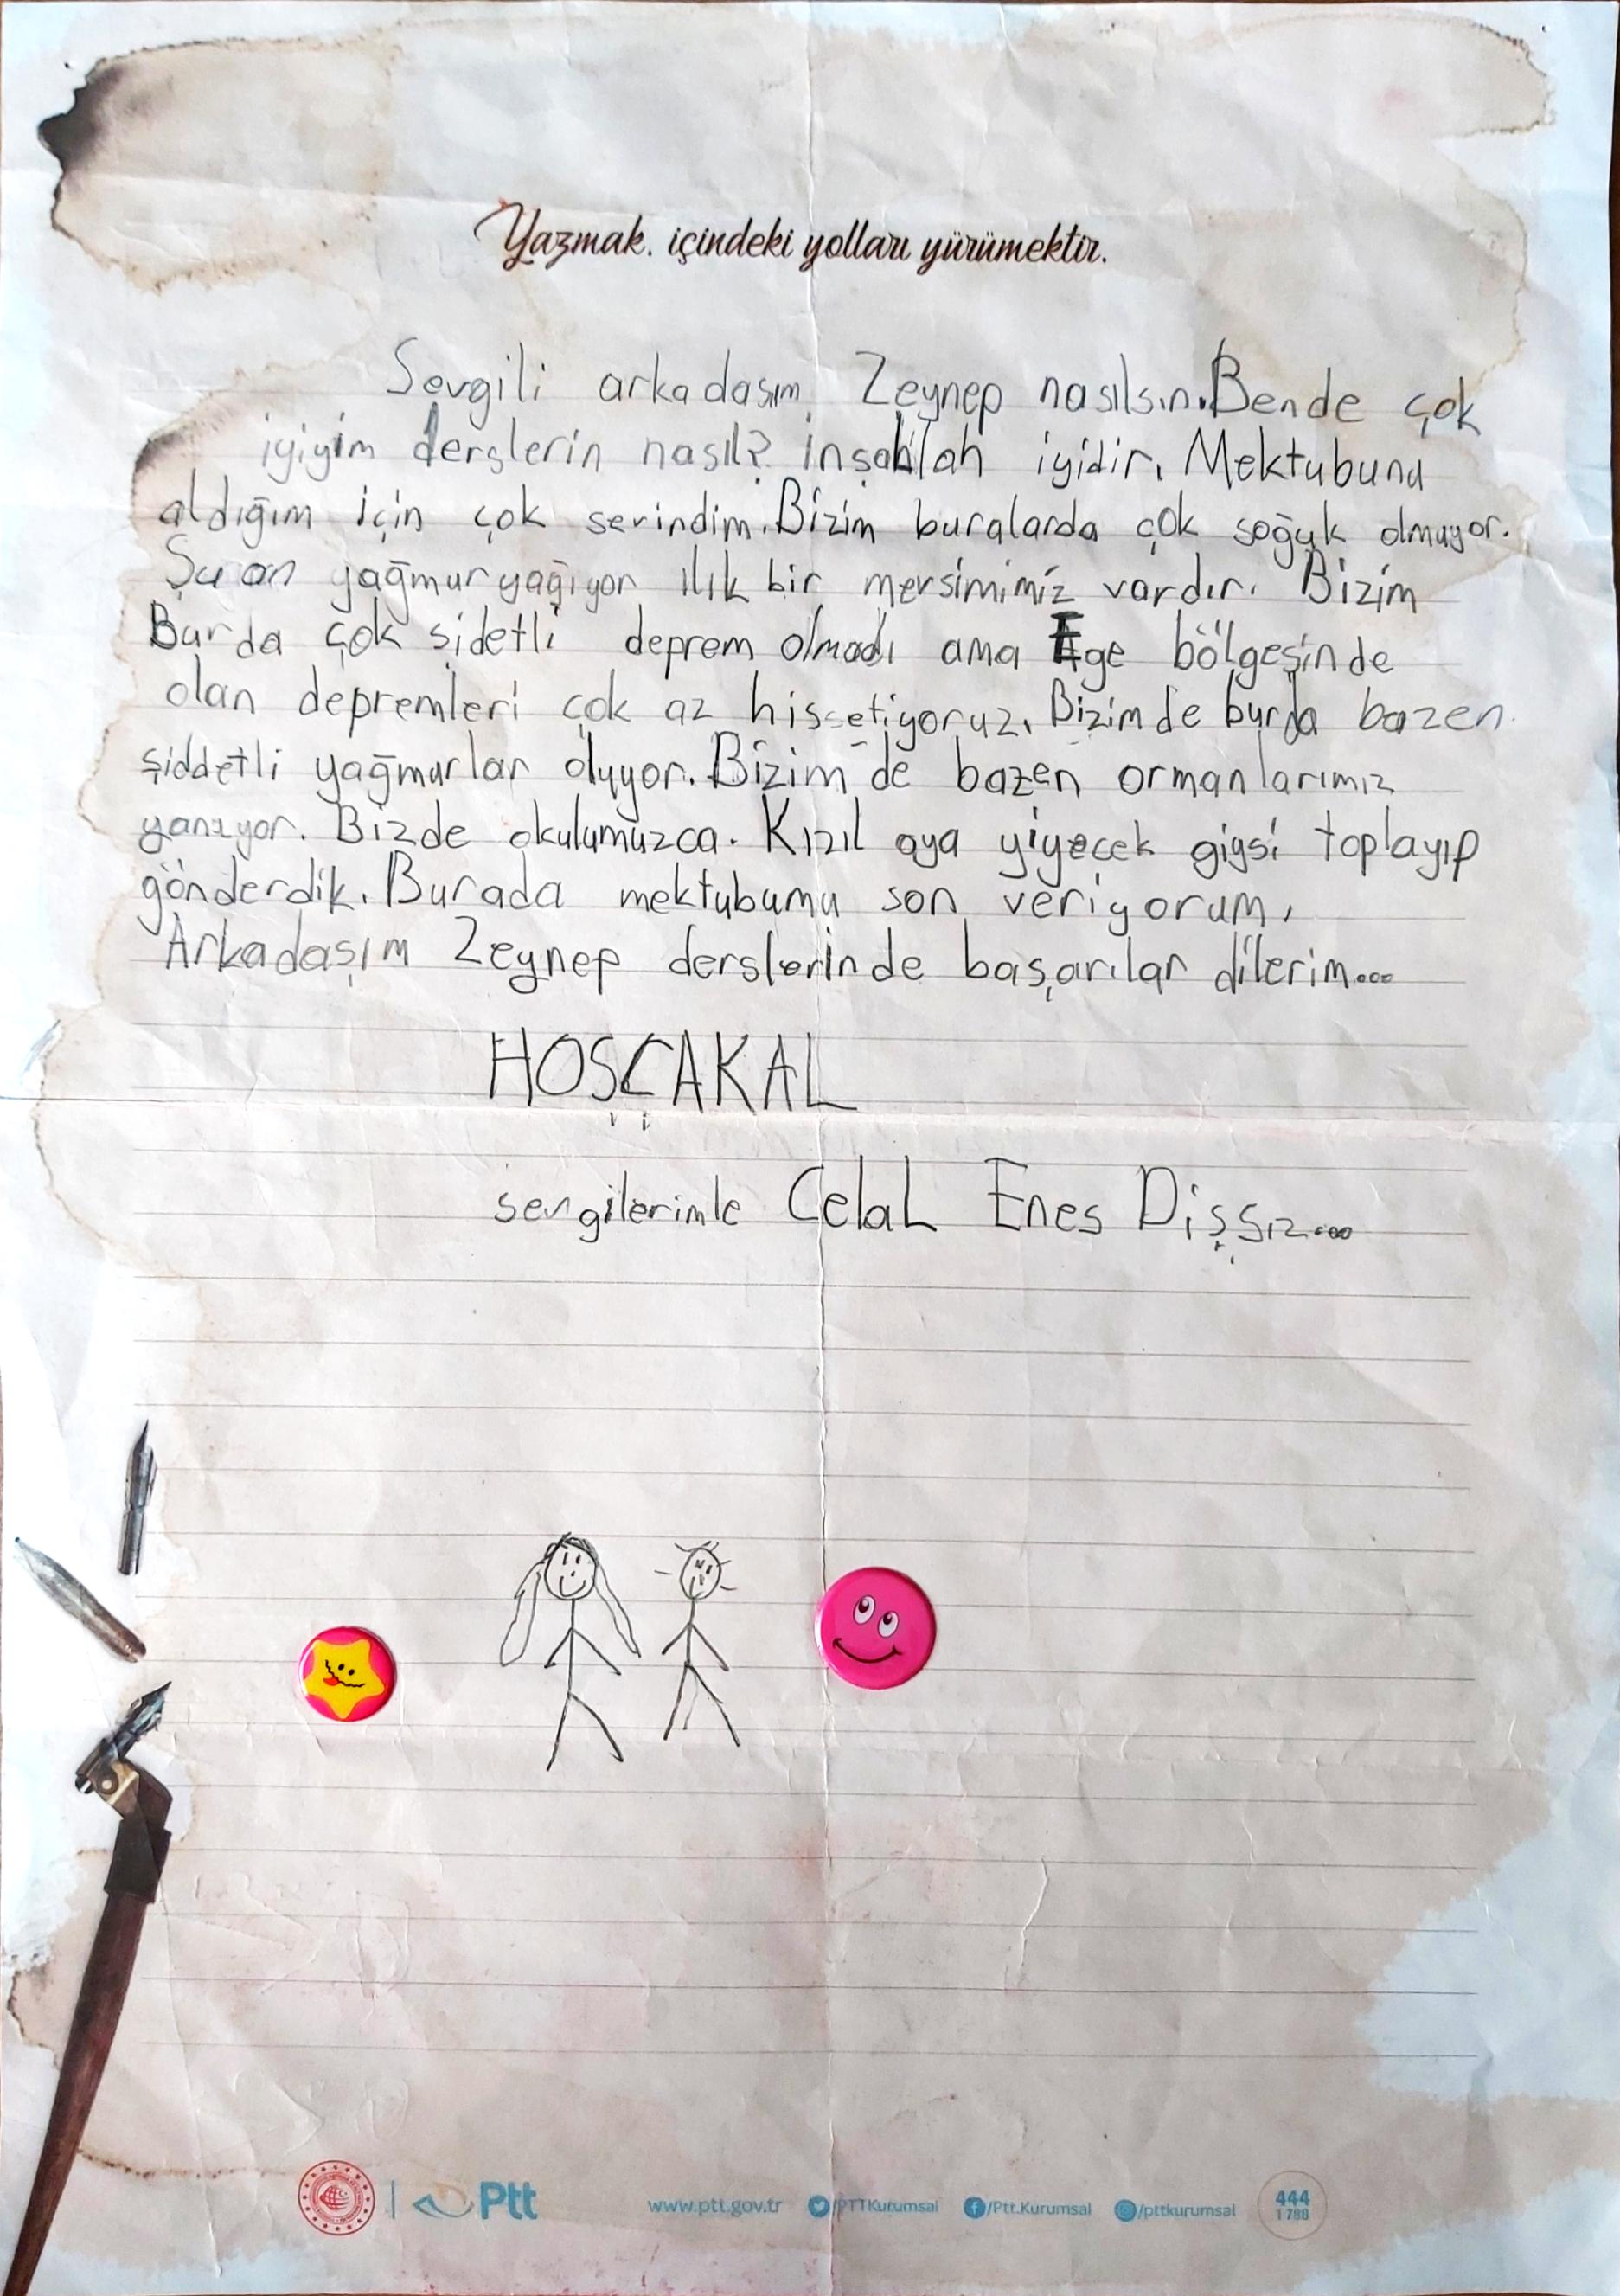 Yazmak. içindeki yolları yürümektir.
Sevgili arkadaşım Zeynep nasılsın.Bende çok
iyiyim derslerin nasıl? inşahlah iyidir. Mektubunu
aldığım için çok sevindim. Bizim buralarda çok soğuk olmuyor.
Şu an yağmur yağıyor ılık bir mevsimimiz vardır. Bizim
Burda çok şidetli deprem olmadı ama Ege bölgesinde
olan depremleri çok az hissetiyoruz. Bizimde burda bazen
şiddetli yağmurlar oluyor. Bizim de bazen ormanlarımız
yanıyor. Bizde okulumuzca. Kızıl aya yiyecek giysi toplayıp
gönderdik. Burada mektubumu son veriyorum,
Arkadaşım Zeynep derslerinde başarılar dilerim...
HOŞÇAKAL
sevgilerimle Celal Enes Dişsiz...
Ptt www.ptt.gov.tr /PTTKurumsal /Ptt.Kurumsal /pttkurumsal 444
1 788